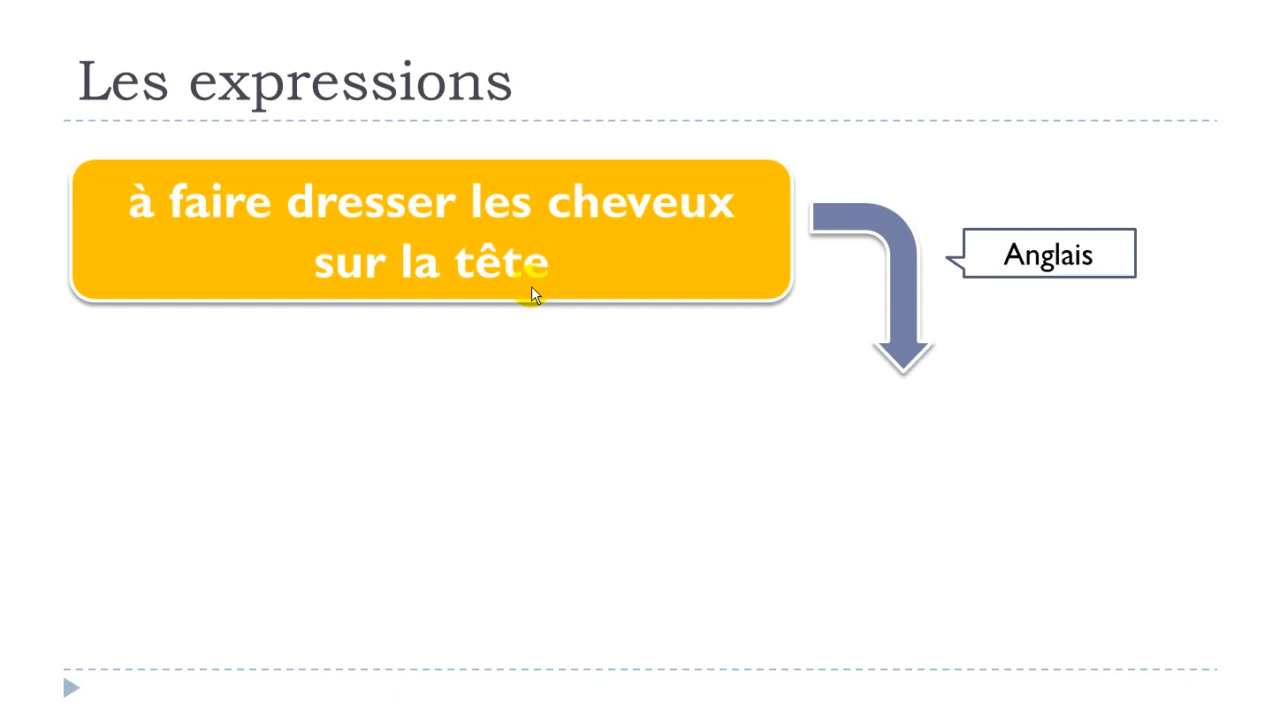 Les expressions
à faire dresser les cheveux
sur la tête
Anglais